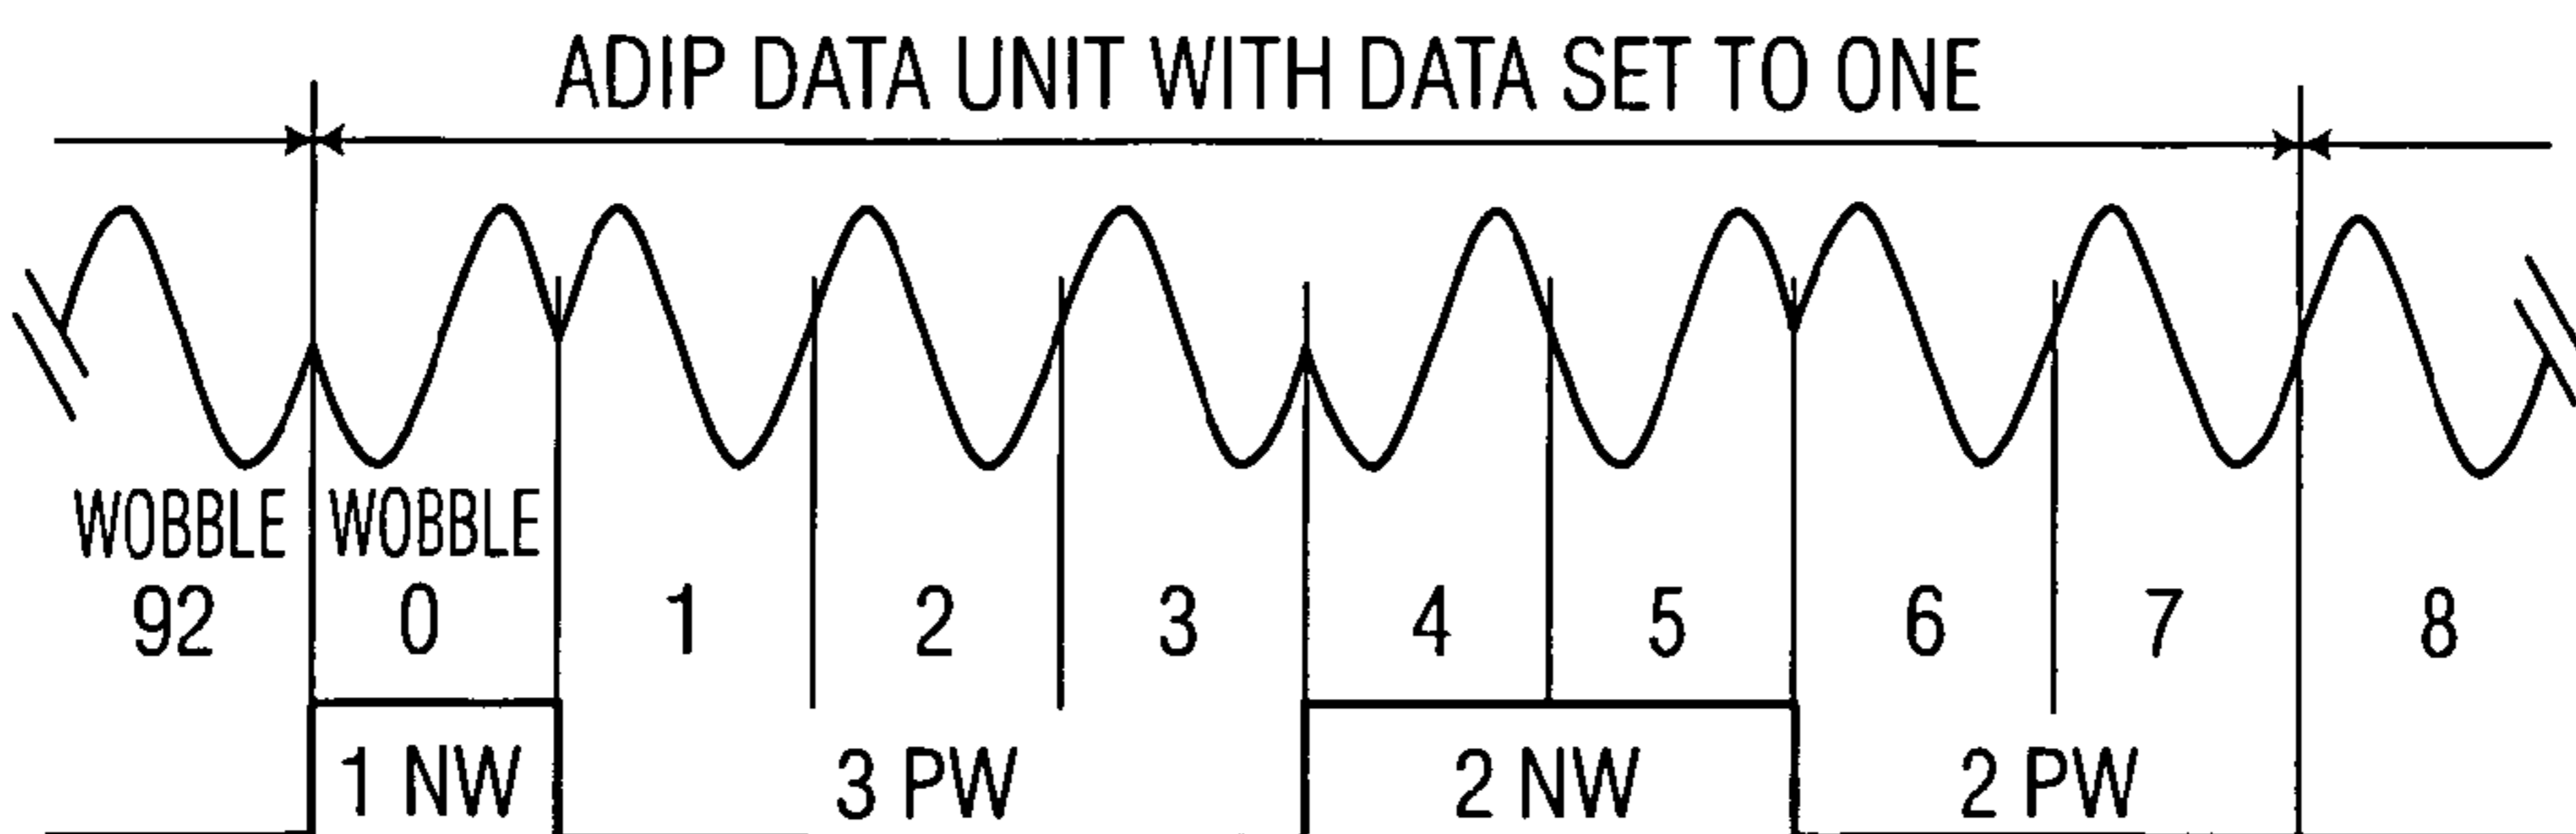 ADIP DATA UNIT WITH DATA SET TO ONE
WOBBLE WOBBLE
92 0 1 2 3 4 5 6 7 8
1 NW 3 PW 2 NW 2 PW